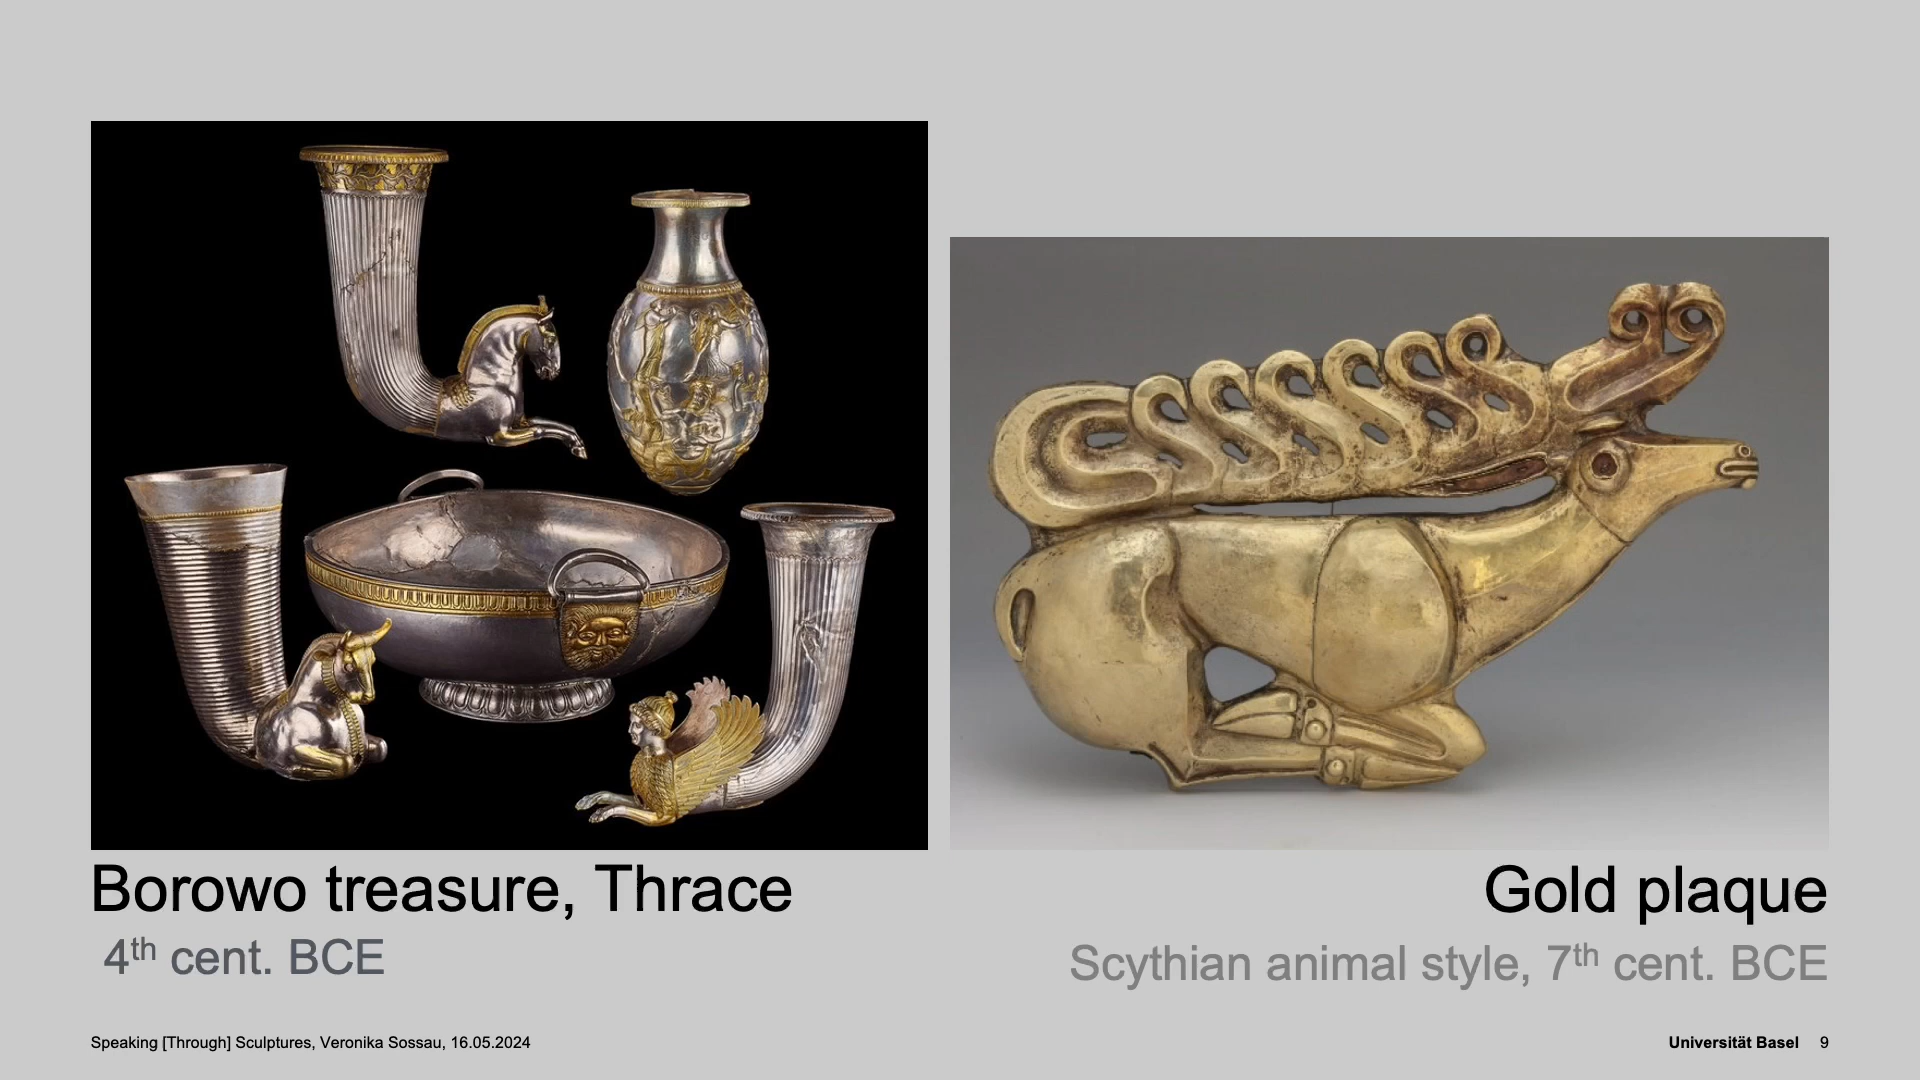 Borowo treasure, Thrace
4th cent. BCE
Gold plaque
Scythian animal style, 7th cent. BCE
Speaking [Through] Sculptures, Veronika Sossau, 16.05.2024
Universität Basel 9